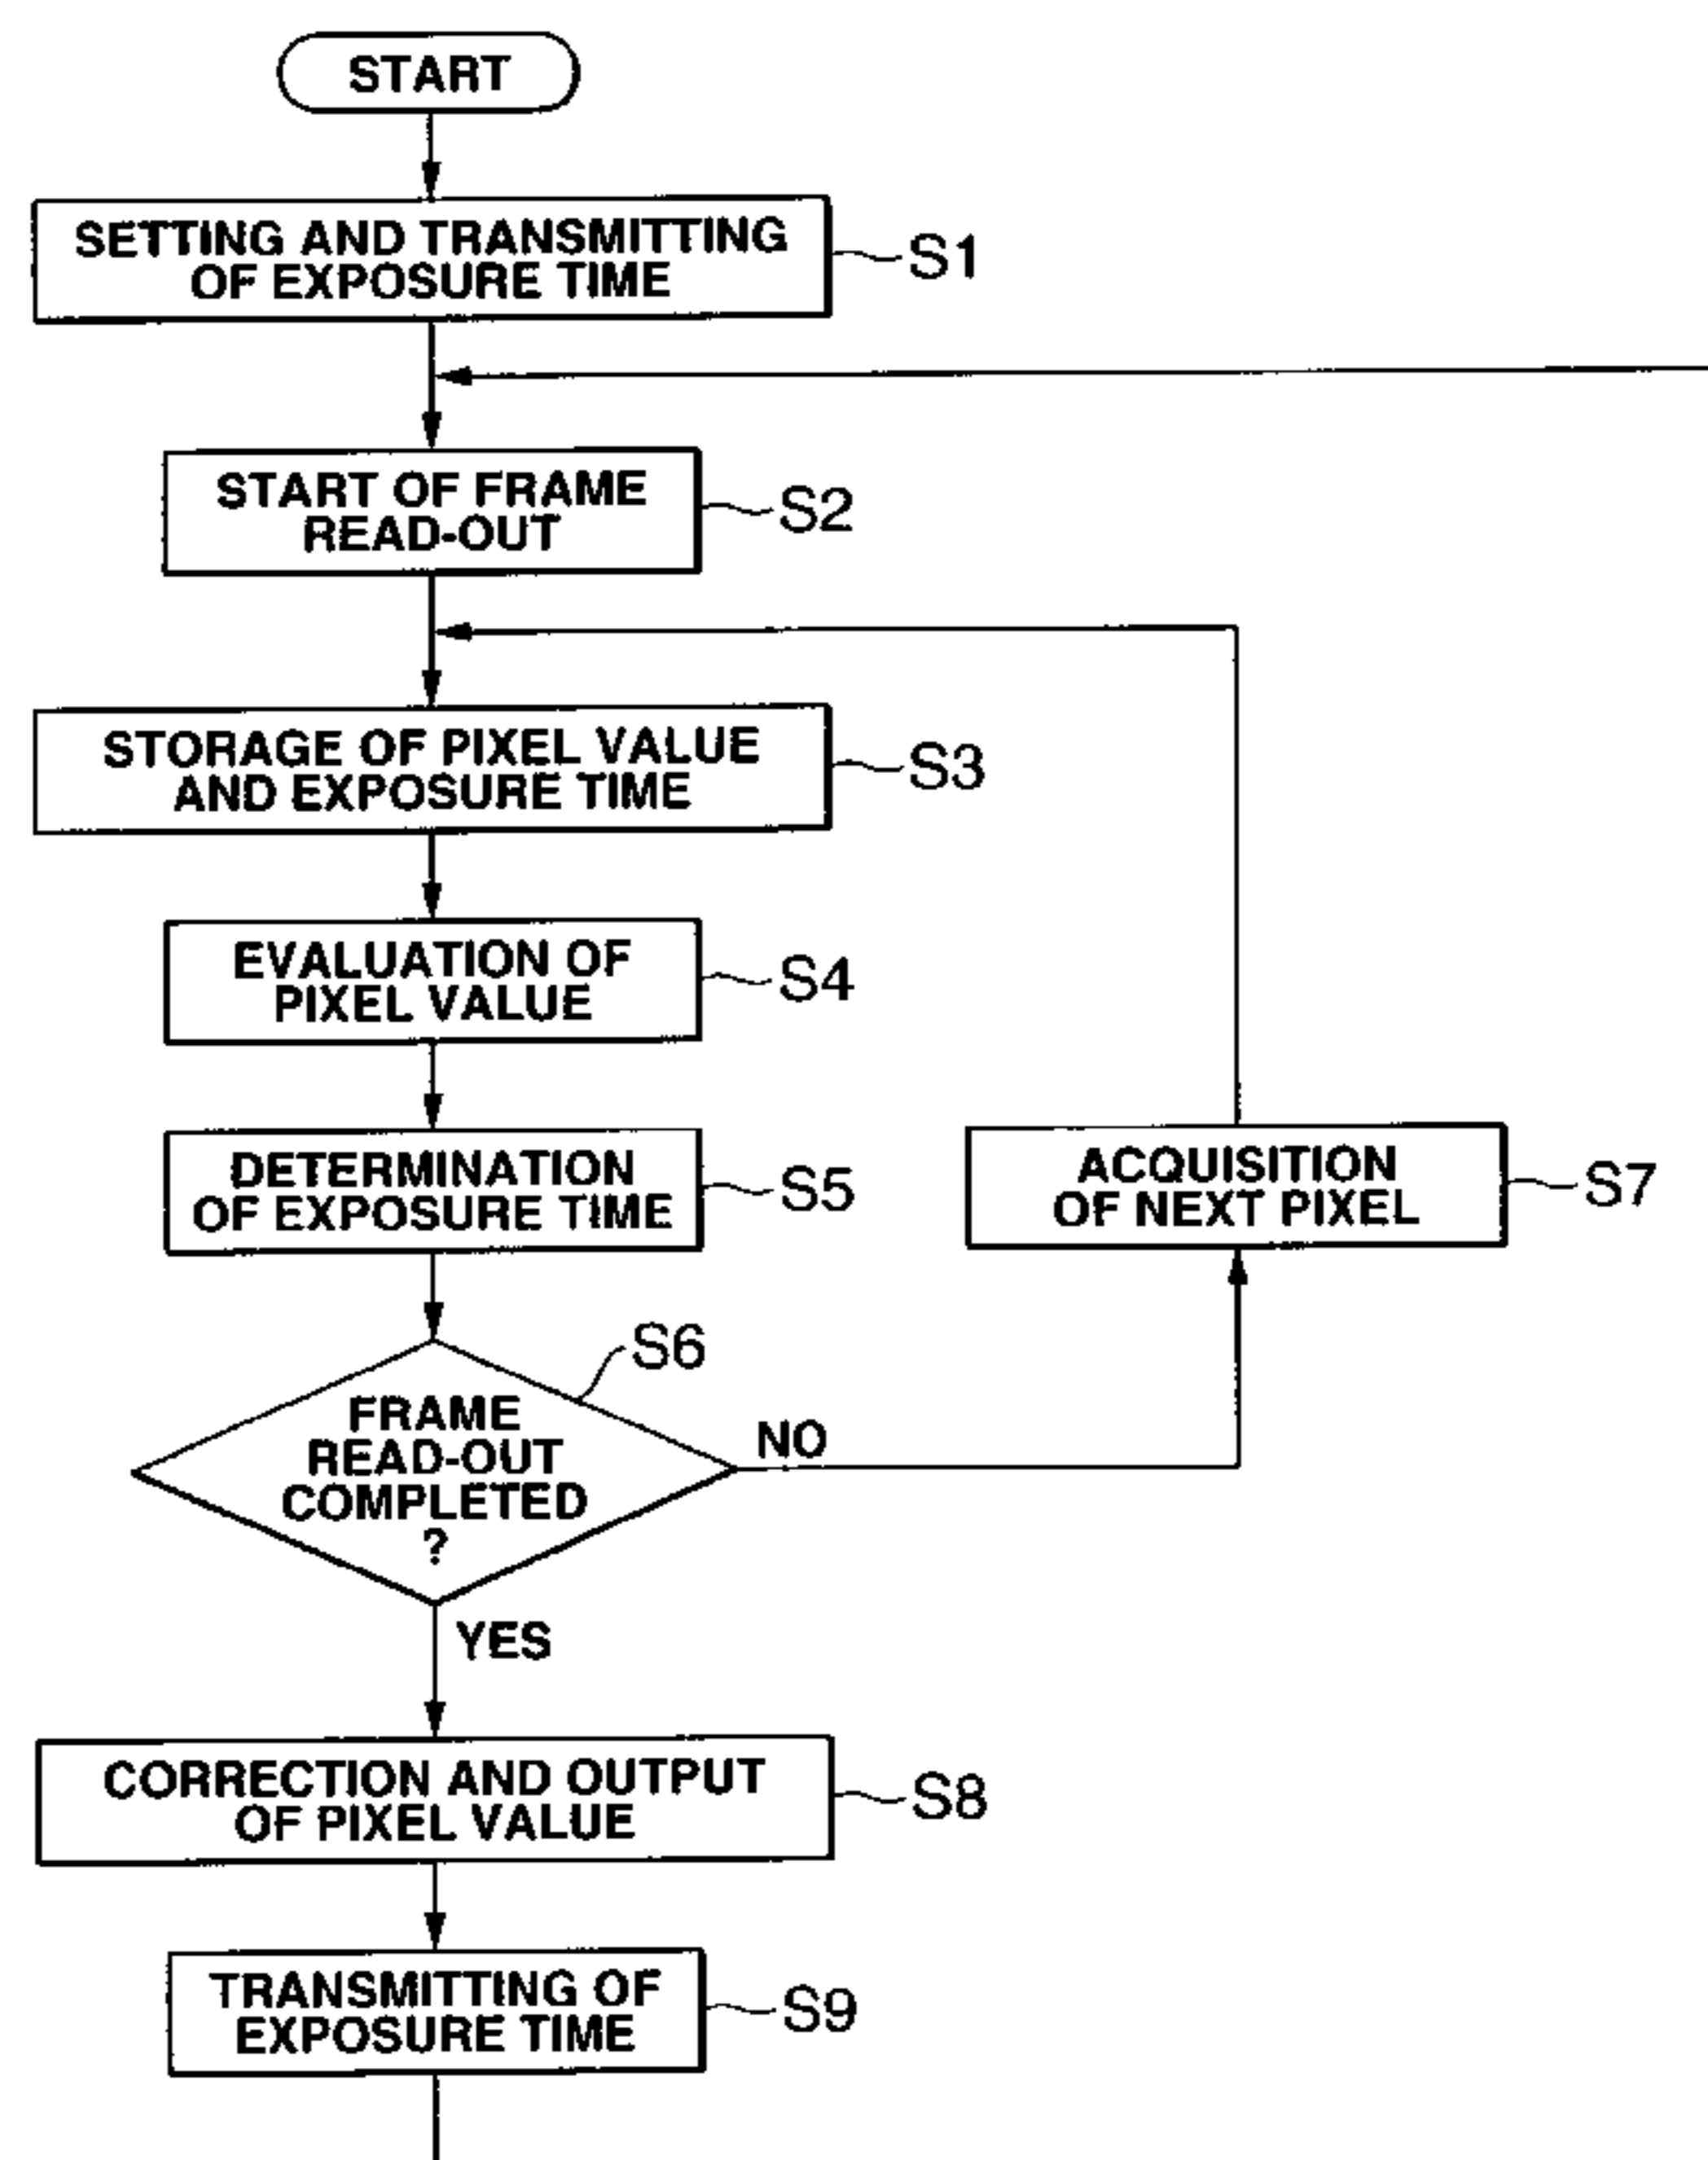 START
SETTING AND TRANSMITTING
OF EXPOSURE TIME
S1
START OF FRAME
READ-OUT
S2
STORAGE OF PIXEL VALUE
AND EXPOSURE TIME
S3
EVALUATION OF
PIXEL VALUE
S4
DETERMINATION
OF EXPOSURE TIME
S5
ACQUISITION
OF NEXT PIXEL
S7
S6
FRAME
READ-OUT
COMPLETED
?
NO
YES
CORRECTION AND OUTPUT
OF PIXEL VALUE
S8
TRANSMITTING OF
EXPOSURE TIME
S9